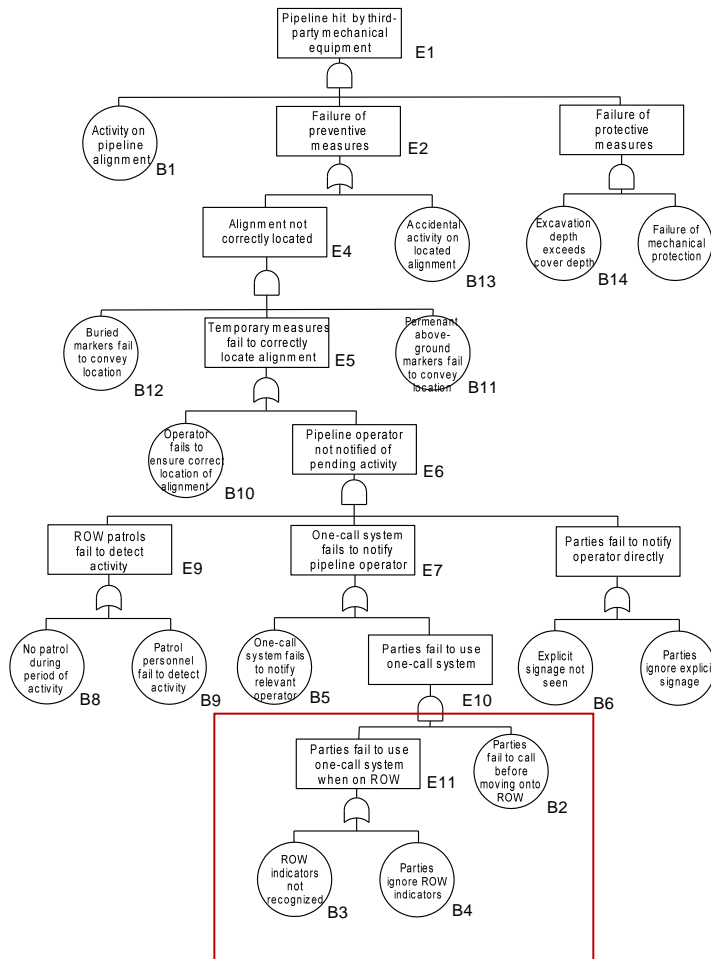 Pipeline hit by third-
party mechanical
equipment
E1
Activity on
pipeline
alignment
B1
Failure of
preventive
measures
E2
Failure of
protective
measures
Alignment not
correctly located
E4
Accidental
activity on
located
alignment
B13
Excavation
depth
exceeds
cover depth
B14
Failure of
mechanical
protection
Buried
markers fail
to convey
location
B12
Temporary measures
fail to correctly
locate alignment
E5
Permenant
above-
ground
markers fail
to convey
location
B11
Operator
fails to
ensure correct
location of
alignment
B10
Pipeline operator
not notified of
pending activity
E6
ROW patrols
fail to detect
activity
E9
One-call system
fails to notify
pipeline operator
E7
Parties fail to notify
operator directly
No patrol
during
period of
activity
B8
Patrol
personnel
fail to detect
activity
B9
One-call
system fails
to notify
relevant
operator
B5
Parties fail to use
one-call system
E10
Explicit
signage not
seen
B6
Parties
ignore explici
signage
Parties fail to use
one-call system
when on ROW
E11
Parties
fail to call
before
moving onto
ROW
B2
ROW
indicators
not
recognized
B3
Parties
ignore ROW
indicators
B4